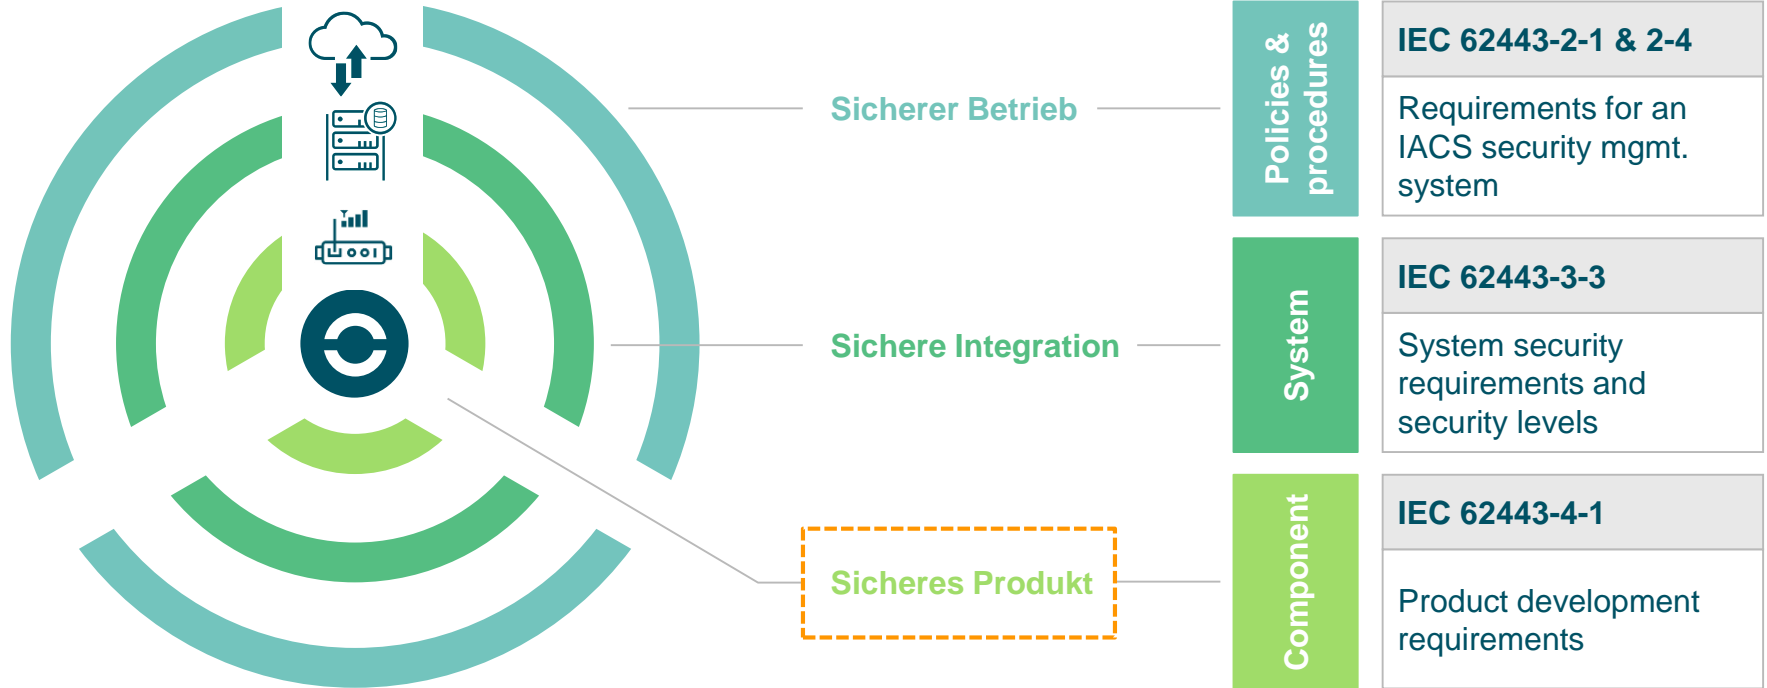 Sicherer Betrieb
Policies &
procedures
IEC 62443-2-1 & 2-4
Requirements for an
IACS security mgmt.
system
Sichere Integration
System
IEC 62443-3-3
System security
requirements and
security levels
Sicheres Produkt
Component
IEC 62443-4-1
Product development
requirements